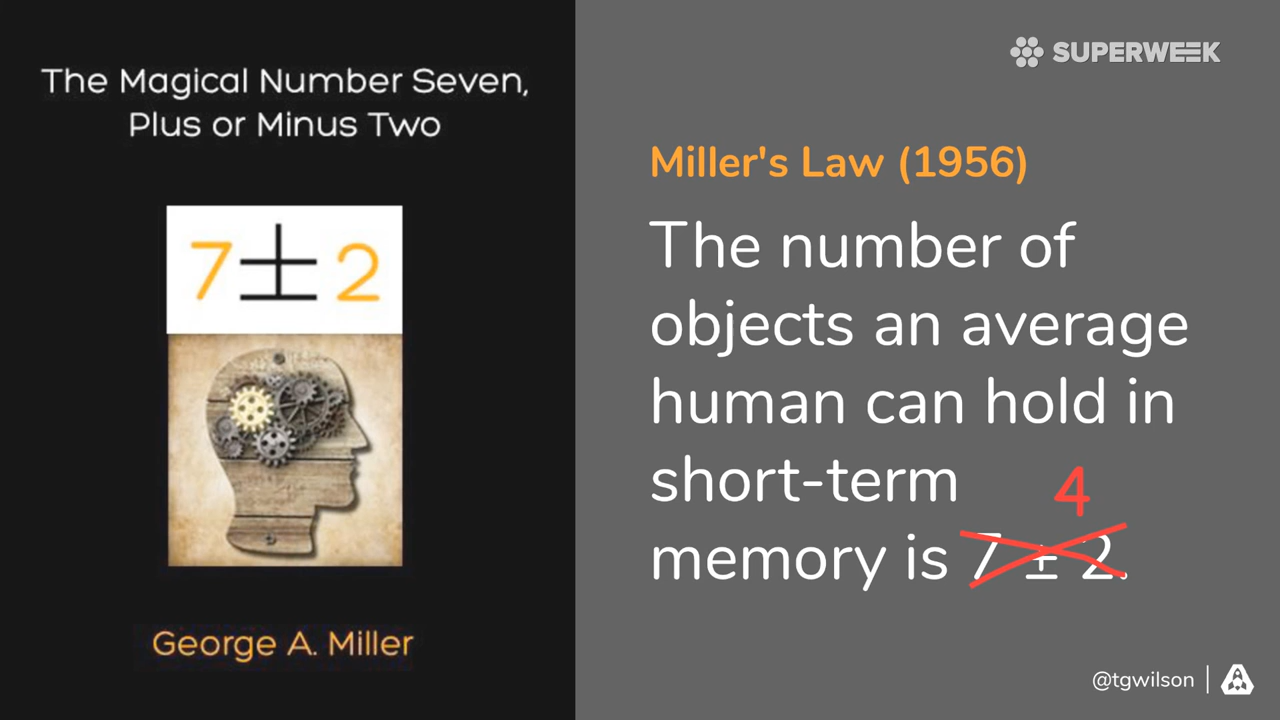 The Magical Number Seven,
Plus or Minus Two
7±2
George A. Miller
SUPERWEEK
Miller's Law (1956)
The number of
objects an average
human can hold in
short-term
4
memory is 7 ± 2.
@tgwilson